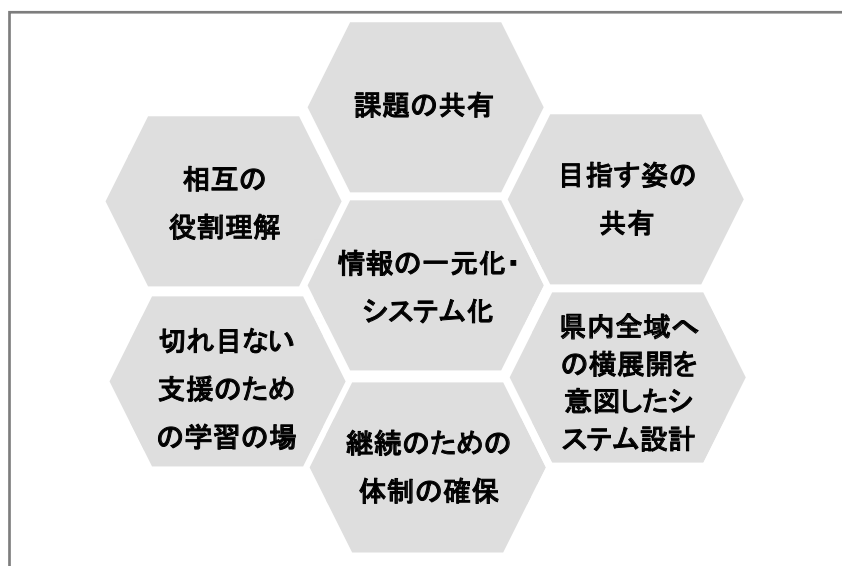 課題の共有
相互の
役割理解
目指す姿の
共有
情報の一元化・
システム化
切れ目ない
支援のため
の学習の場
県内全域へ
の横展開を
意図したシ
ステム設計
継続のための
体制の確保